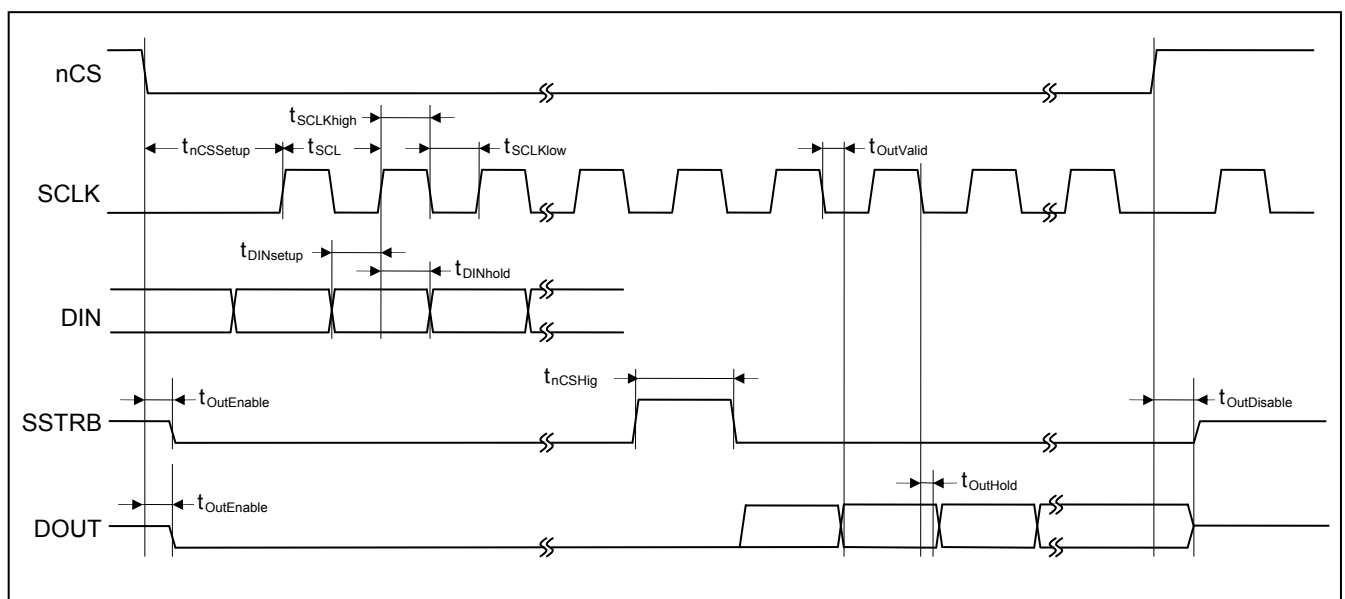 nCS
tSCLKhigh
tnCSSetup
tSCL
tSCLKlow
tOutValid
SCLK
tDINsetup
tDINhold
DIN
tnCSHig
tOutEnable
tOutDisable
SSTRB
tOutEnable
tOutHold
DOUT